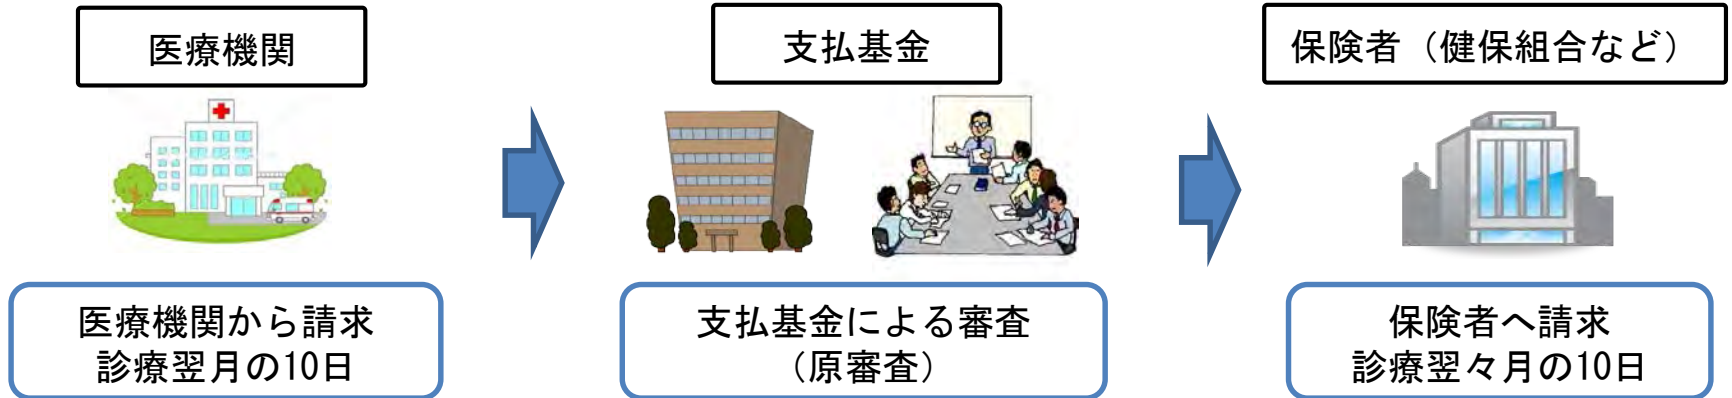 医療機関
支払基金
保険者（健保組合など）
医療機関から請求
診療翌月の10日
支払基金による審査
（原審査）
保険者へ請求
診療翌々月の10日